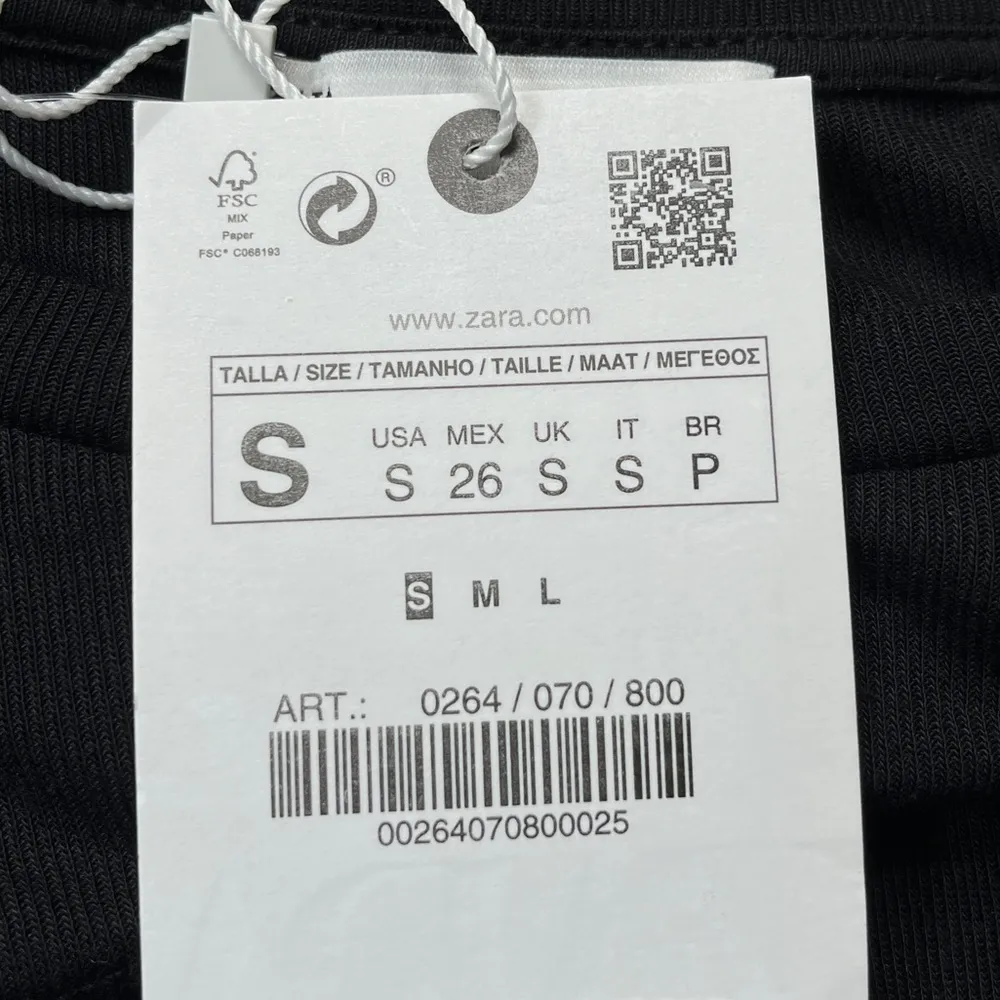 FSC
MIX
Paper
FSC® C068193
®
www.zara.com
TALLA / SIZE / TAMANHO / TAILLE / MAAT / ΜΕΓΕΘΟΣ
S
USA MEX UK IT BR
S 26 S S P
S M L
ART.: 0264 / 070 / 800
00264070800025